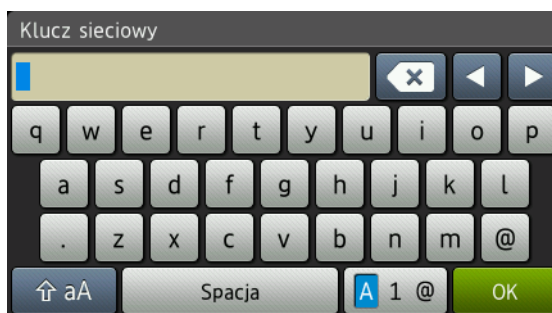 Klucz sieciowy
q w e r t y u i o p
a s d f g h j k l
. z x c v b n m @
aA Spacja A 1 @ OK